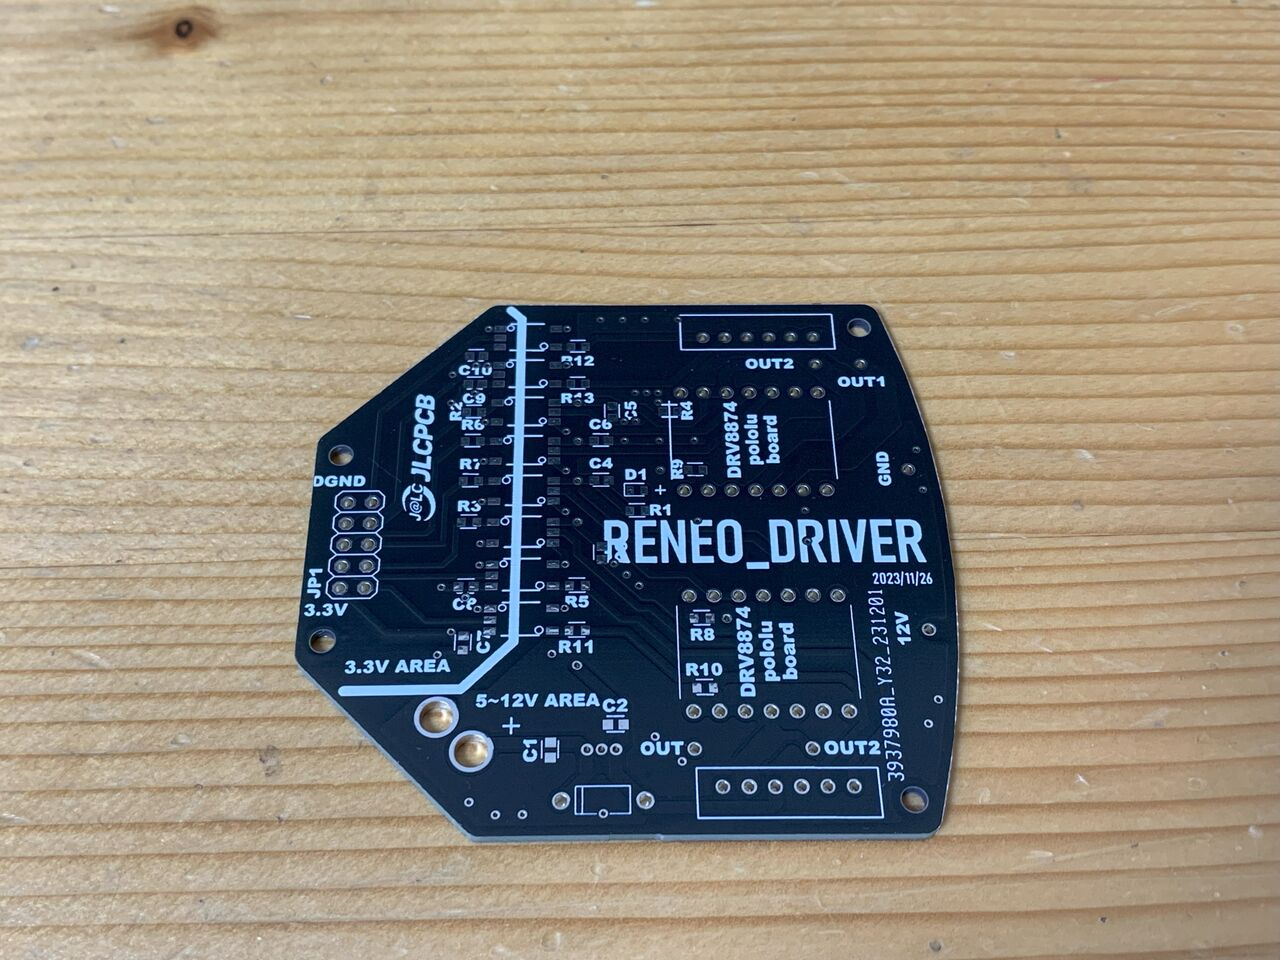 OUT2
OUT1
R12
C10
R13
C9
R2
JLCPCB
J@LC
C5
R4
C6
R6
DRV8874
pololu
board
R7
C4
R9
D1
+
GND
DGND
R3
R1
RENEO_DRIVER
2023/11/26
JP1
3.3V
R5
R11
C7
R8
R10
DRV8874
pololu
board
12V
3937980A_Y32_231201
3.3V AREA
5~12V AREA
C2
+
C1
OUT
OUT2